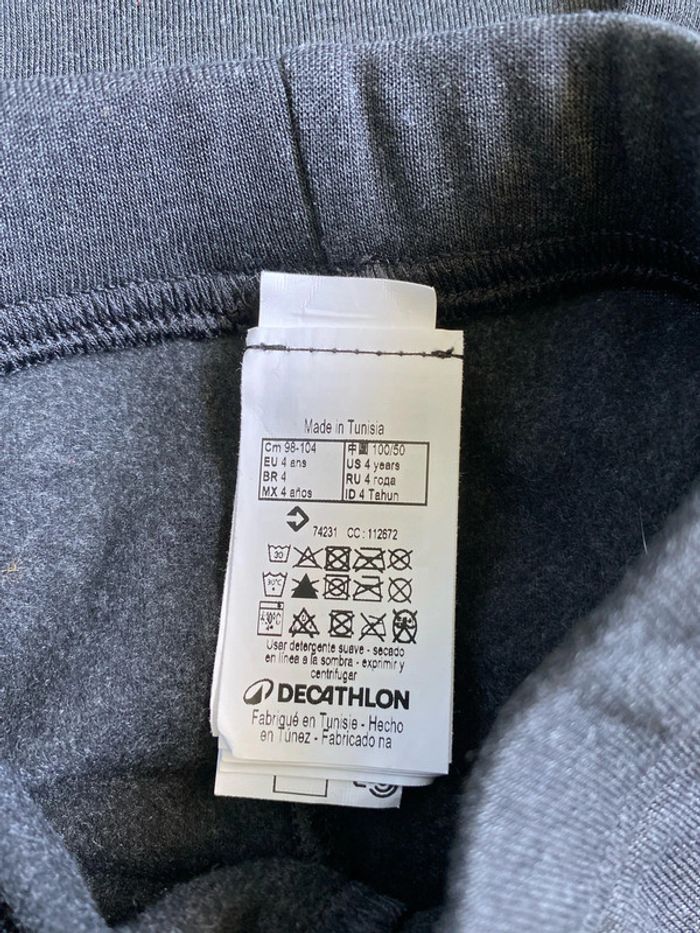 Made in Tunisia
Cm 98-104
EU 4 ans
BR 4
MX 4 años
中國 100/50
US 4 years
RU 4 года
ID 4 Tahun
74231 CC : 112672
30
30°C
Usar detergente suave - secado
en línea a la sombra - exprimir y
centrifugar
DECATHLON
Fabriqué en Tunisie - Hecho
en Túnez - Fabricado na